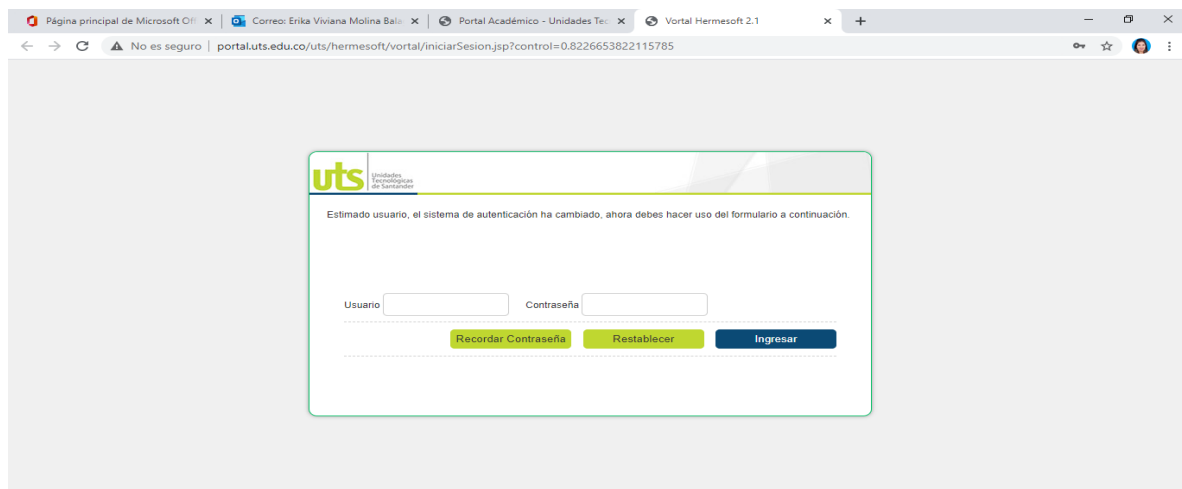 Página principal de Microsoft Off
Correo: Erika Viviana Molina Bala
Portal Académico - Unidades Tec
Vortal Hermesoft 2.1
No es seguro | portal.uts.edu.co/uts/hermesoft/vortal/iniciarSesion.jsp?control=0.8226653822115785
uts
Unidades
Tecnológicas
de Santander
Estimado usuario, el sistema de autenticación ha cambiado, ahora debes hacer uso del formulario a continuación.
Usuario Contraseña
Recordar Contraseña Restablecer Ingresar